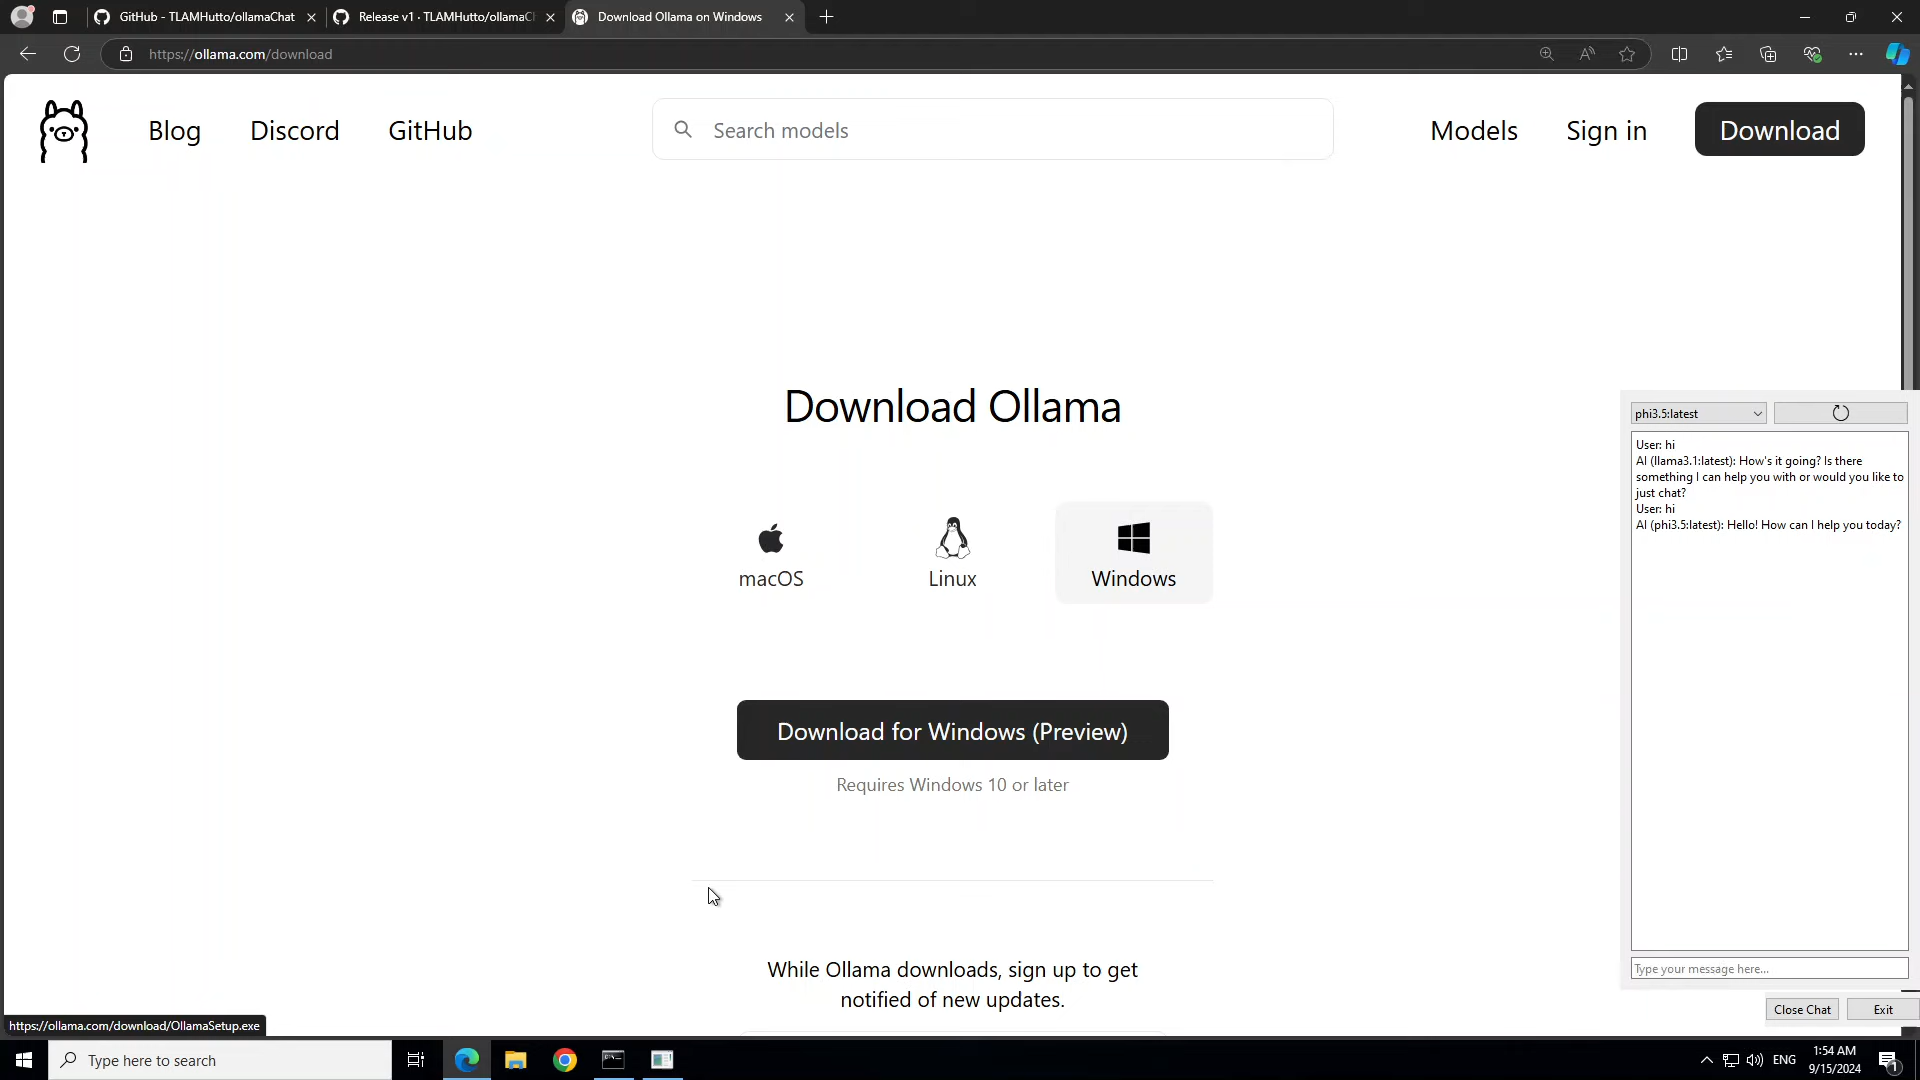 GitHub - TLAMHutto/ollamaChat
Release v1 · TLAMHutto/ollamaCh
Download Ollama on Windows
https://ollama.com/download
Blog
Discord
GitHub
Search models
Models
Sign in
Download
Download Ollama
macOS
Linux
Windows
Download for Windows (Preview)
Requires Windows 10 or later
While Ollama downloads, sign up to get
notified of new updates.
phi3.5:latest
User: hi
AI (llama3.1:latest): How's it going? Is there
something I can help you with or would you like to
just chat?
User: hi
AI (phi3.5:latest): Hello! How can I help you today?
Type your message here...
Close Chat
Exit
https://ollama.com/download/OllamaSetup.exe
Type here to search
ENG
1:54 AM
9/15/2024
1